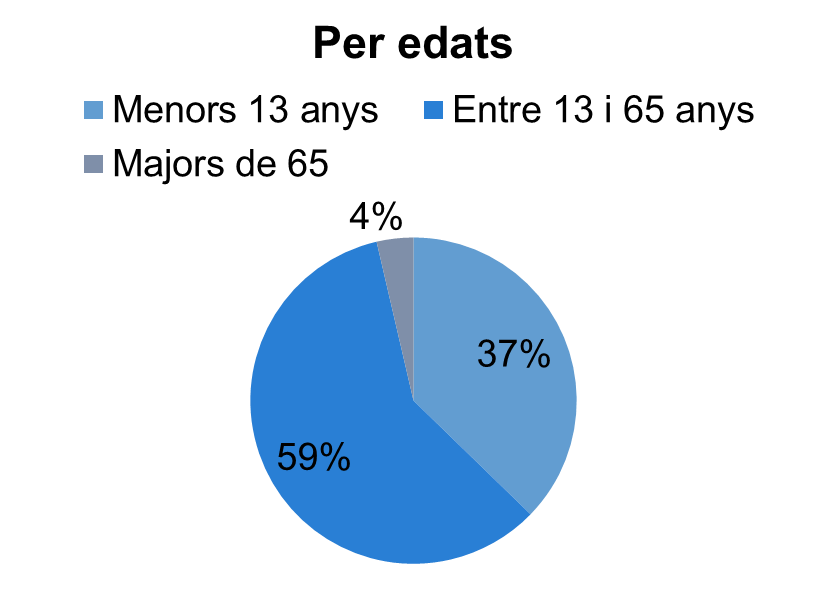 Per edats
Menors 13 anys
Entre 13 i 65 anys
Majors de 65
4%
37%
59%